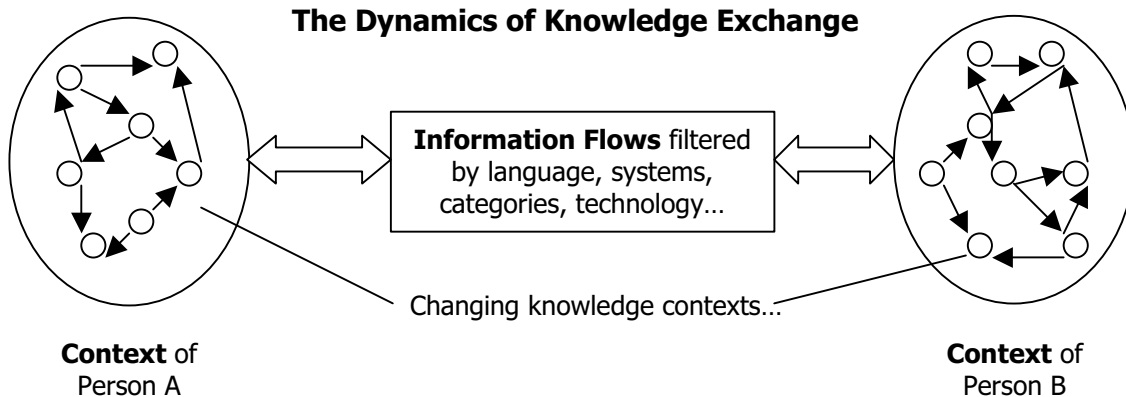 The Dynamics of Knowledge Exchange
Information Flows filtered
by language, systems,
categories, technology…
Changing knowledge contexts…
Context of
Person A
Context of
Person B